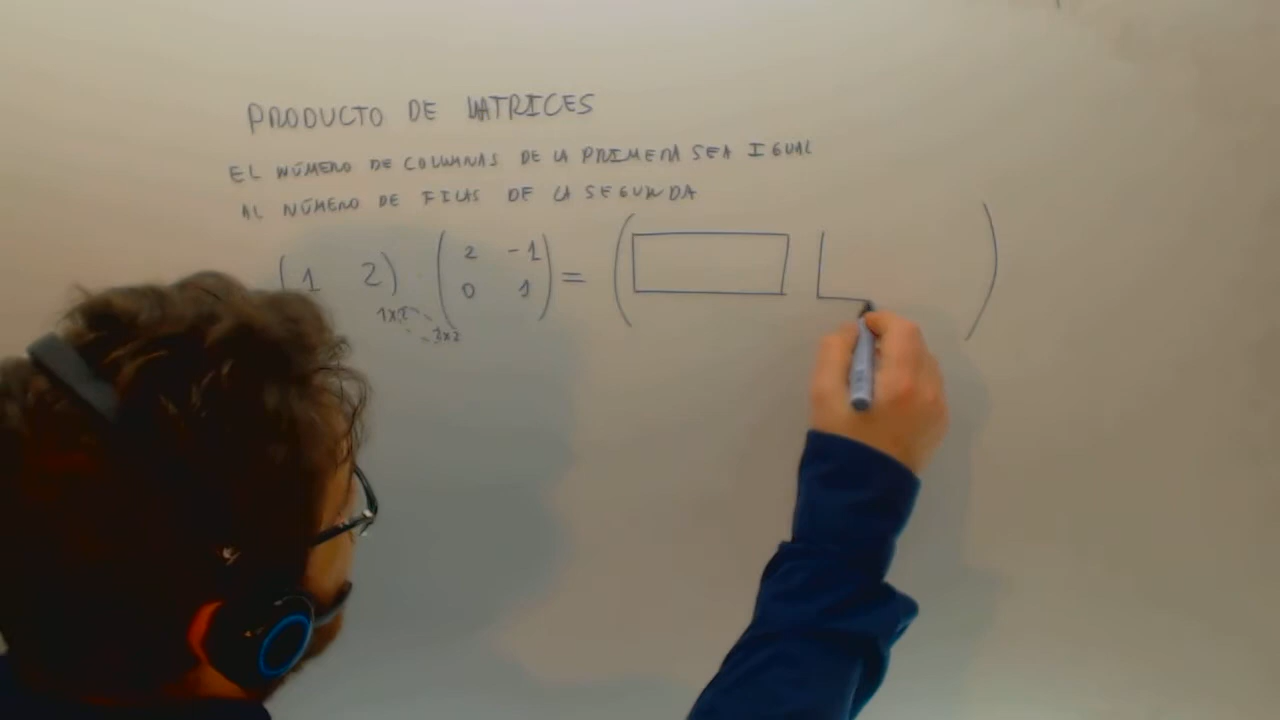 PRODUCTO DE MATRICES
EL NÚMERO DE COLUMNAS DE LA PRIMERA SEA IGUAL
AL NÚMERO DE FILAS DE LA SEGUNDA
( 1 2 ) · ( 2 -1 ) = (
0 1
1x2
2x2